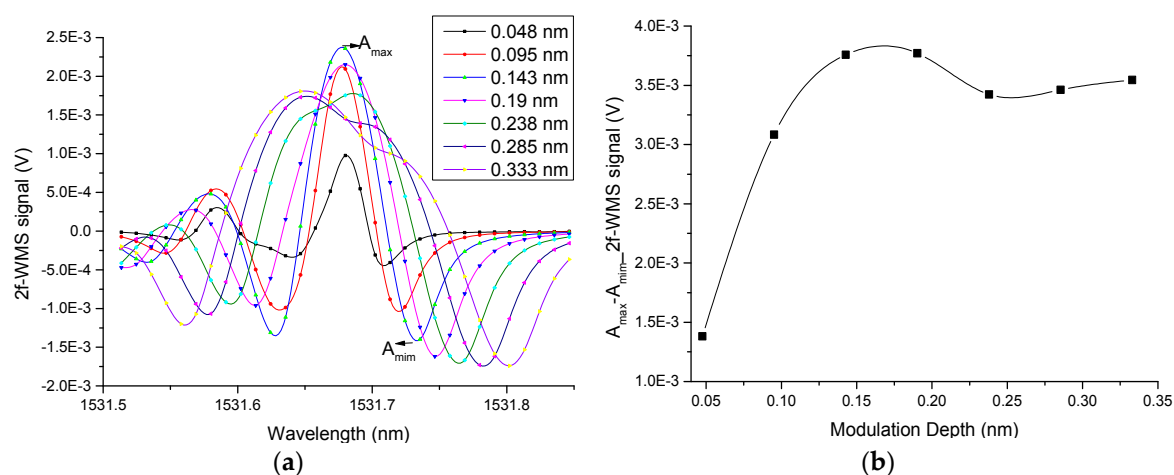 2.5E-3
2.0E-3
1.5E-3
1.0E-3
5.0E-4
0.0
-5.0E-4
-1.0E-3
-1.5E-3
-2.0E-3
2f-WMS signal (V)
1531.5 1531.6 1531.7 1531.8
Wavelength (nm)
Amax
Amim
0.048 nm
0.095 nm
0.143 nm
0.19 nm
0.238 nm
0.285 nm
0.333 nm
(a)
4.0E-3
3.5E-3
3.0E-3
2.5E-3
2.0E-3
1.5E-3
1.0E-3
Amax-Amim_2f-WMS signal (V)
0.05 0.10 0.15 0.20 0.25 0.30 0.35
Modulation Depth (nm)
(b)